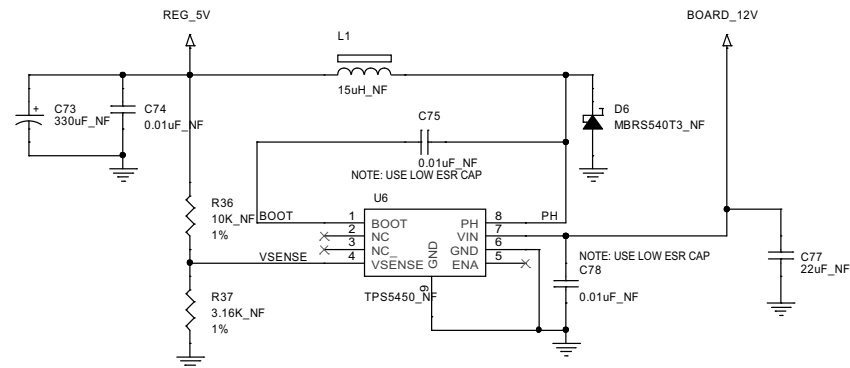 REG_5V
BOARD_12V
L1
15uH_NF
+
C73
330uF_NF
C74
0.01uF_NF
C75
0.01uF_NF
NOTE: USE LOW ESR CAP
D6
MBRS540T3_NF
U6
R36
10K_NF
1%
BOOT
1
2
3
4
BOOT
NC
NC_
VSENSE
GND
9
PH
VIN
GND
ENA
8
7
6
5
PH
VSENSE
TPS5450_NF
NOTE: USE LOW ESR CAP
C78
0.01uF_NF
C77
22uF_NF
R37
3.16K_NF
1%